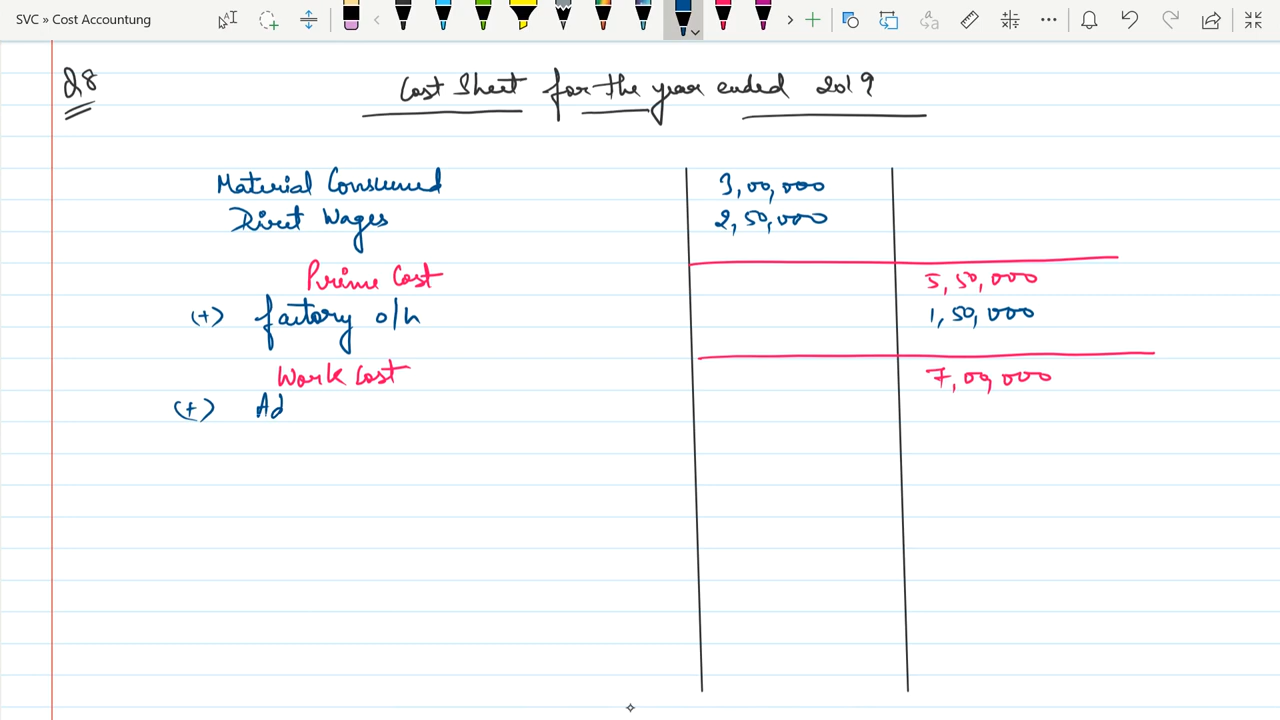 SVC » Cost Accountung
Q8
Cost Sheet for the year ended 2019
Material Consumed 3,00,000
Direct Wages 2,50,000
Prime Cost 5,50,000
(+) factory o/h 1,50,000
Work Cost 7,00,000
(+) Ad